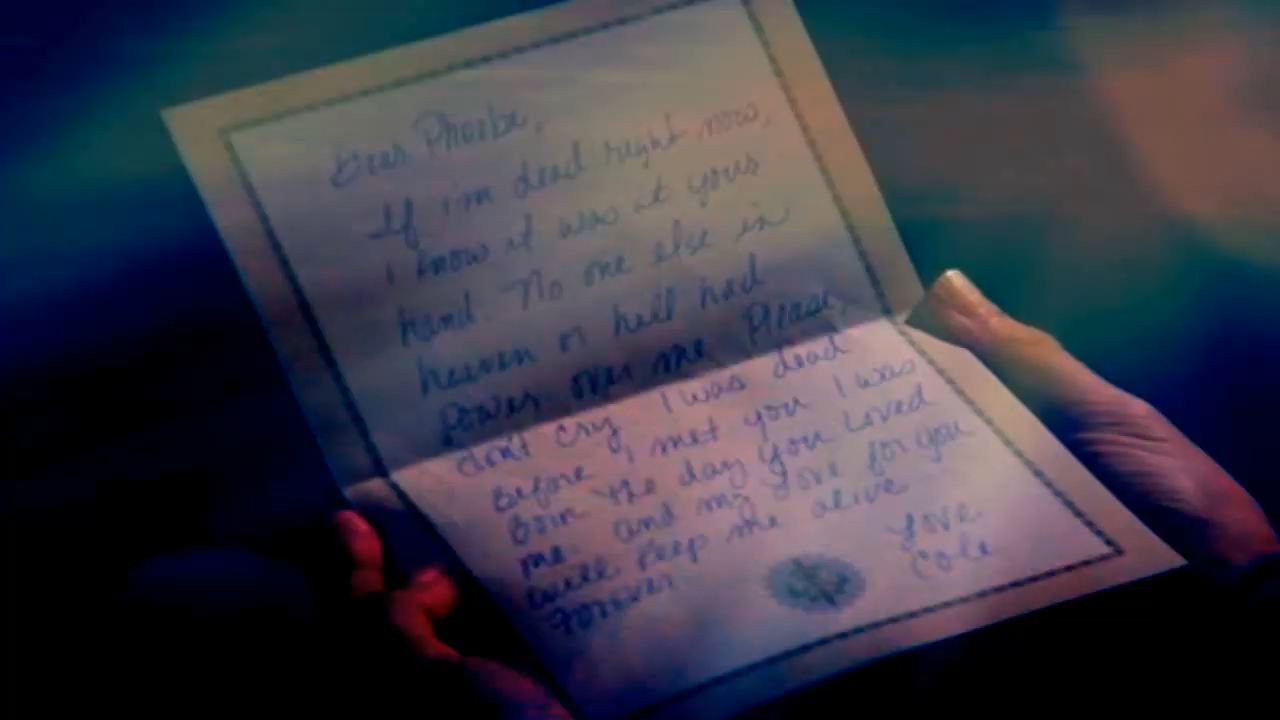 Dear Phoebe,
If i'm dead right now,
i know it was at yours
hand. No one else in
heaven or hell had
power over me Please,
don't cry I was dead
before i met you I was
born the day you Loved
me. and my Love for you
will keep me alive
Forever
Love
Cole